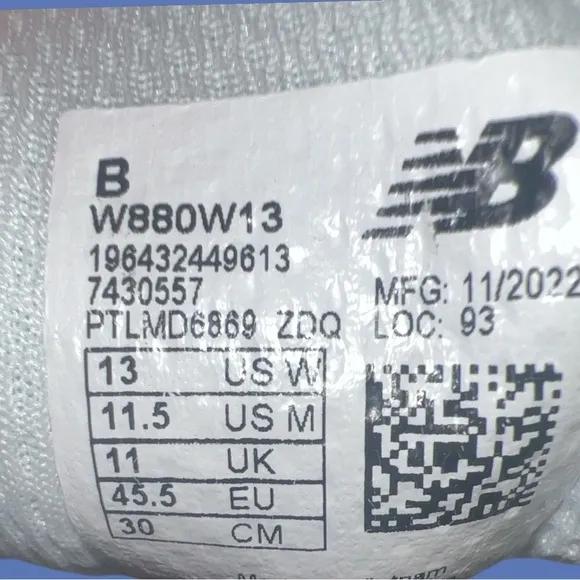 B
W880W13
196432449613
7430557
PTLMD6869 ZDQ
NB
MFG: 11/2022
LOC: 93
13 US W
11.5 US M
11 UK
45.5 EU
30 CM